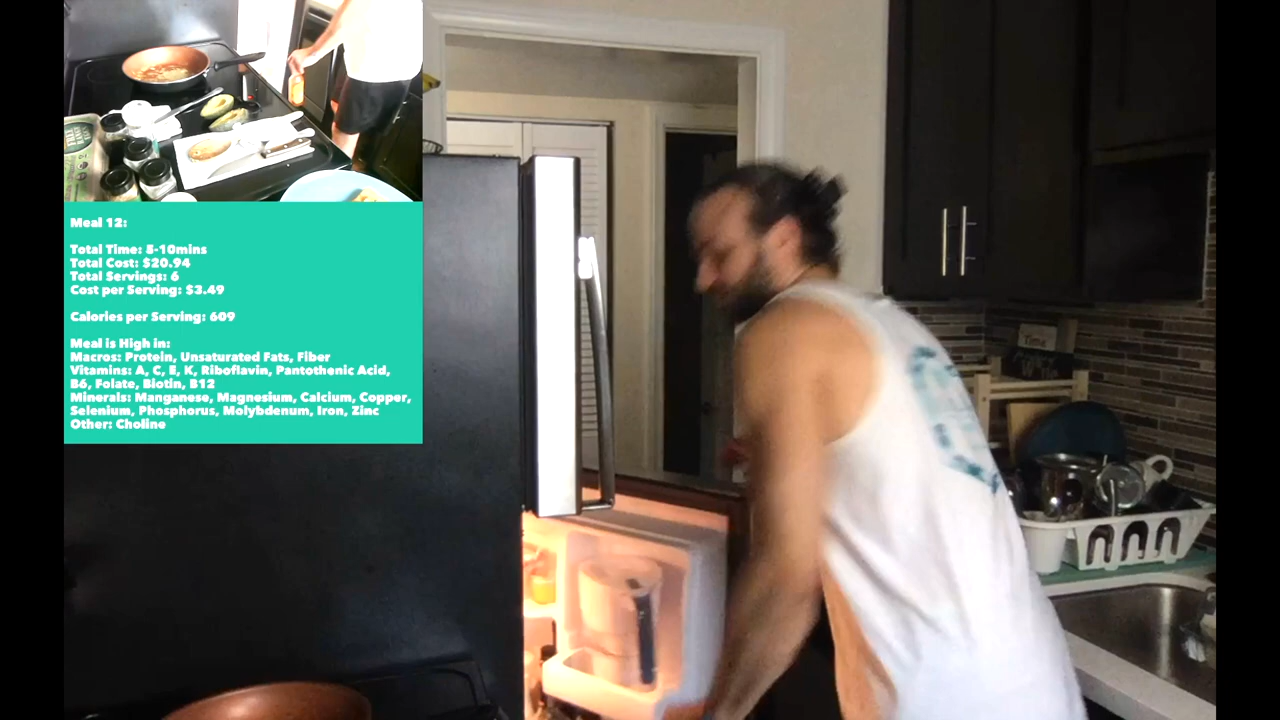 Meal 12:
Total Time: 5-10mins
Total Cost: $20.94
Total Servings: 6
Cost per Serving: $3.49
Calories per Serving: 609
Meal is High in:
Macros: Protein, Unsaturated Fats, Fiber
Vitamins: A, C, E, K, Riboflavin, Pantothenic Acid,
B6, Folate, Biotin, B12
Minerals: Manganese, Magnesium, Calcium, Copper,
Selenium, Phosphorus, Molybdenum, Iron, Zinc
Other: Choline
Time